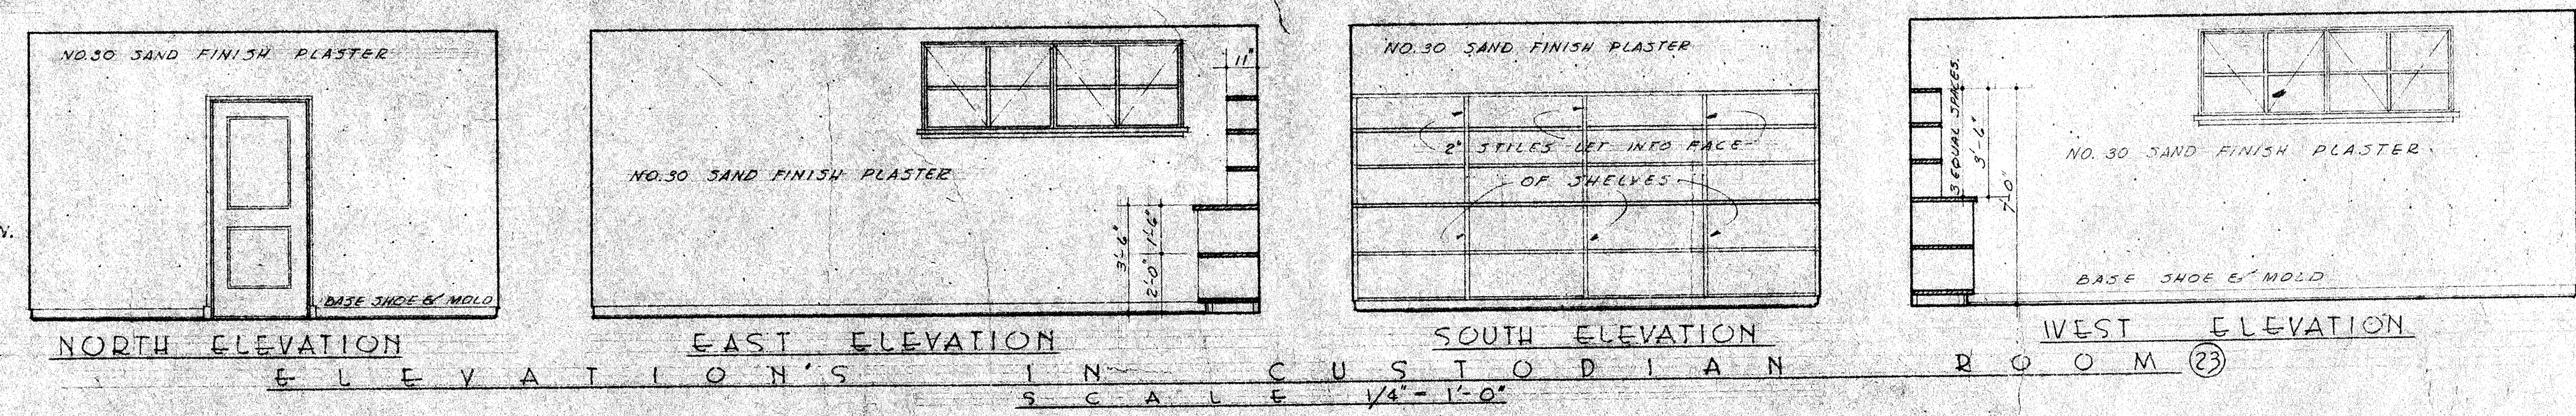 NO.30 SAND FINISH PLASTER
BASE SHOE & MOLD
NORTH ELEVATION
11"
NO.30 SAND FINISH PLASTER
3'-6"
2'-0" 1'-6"
EAST ELEVATION
NO.30 SAND FINISH PLASTER
2" STILES LET INTO FACE
OF SHELVES
SOUTH ELEVATION
3 EQUAL SPACES.
3'-6"
7'-0"
NO.30 SAND FINISH PLASTER.
BASE SHOE & MOLD
WEST ELEVATION
ELEVATION'S IN CUSTODIAN ROOM 23
SCALE 1/4" = 1'-0"